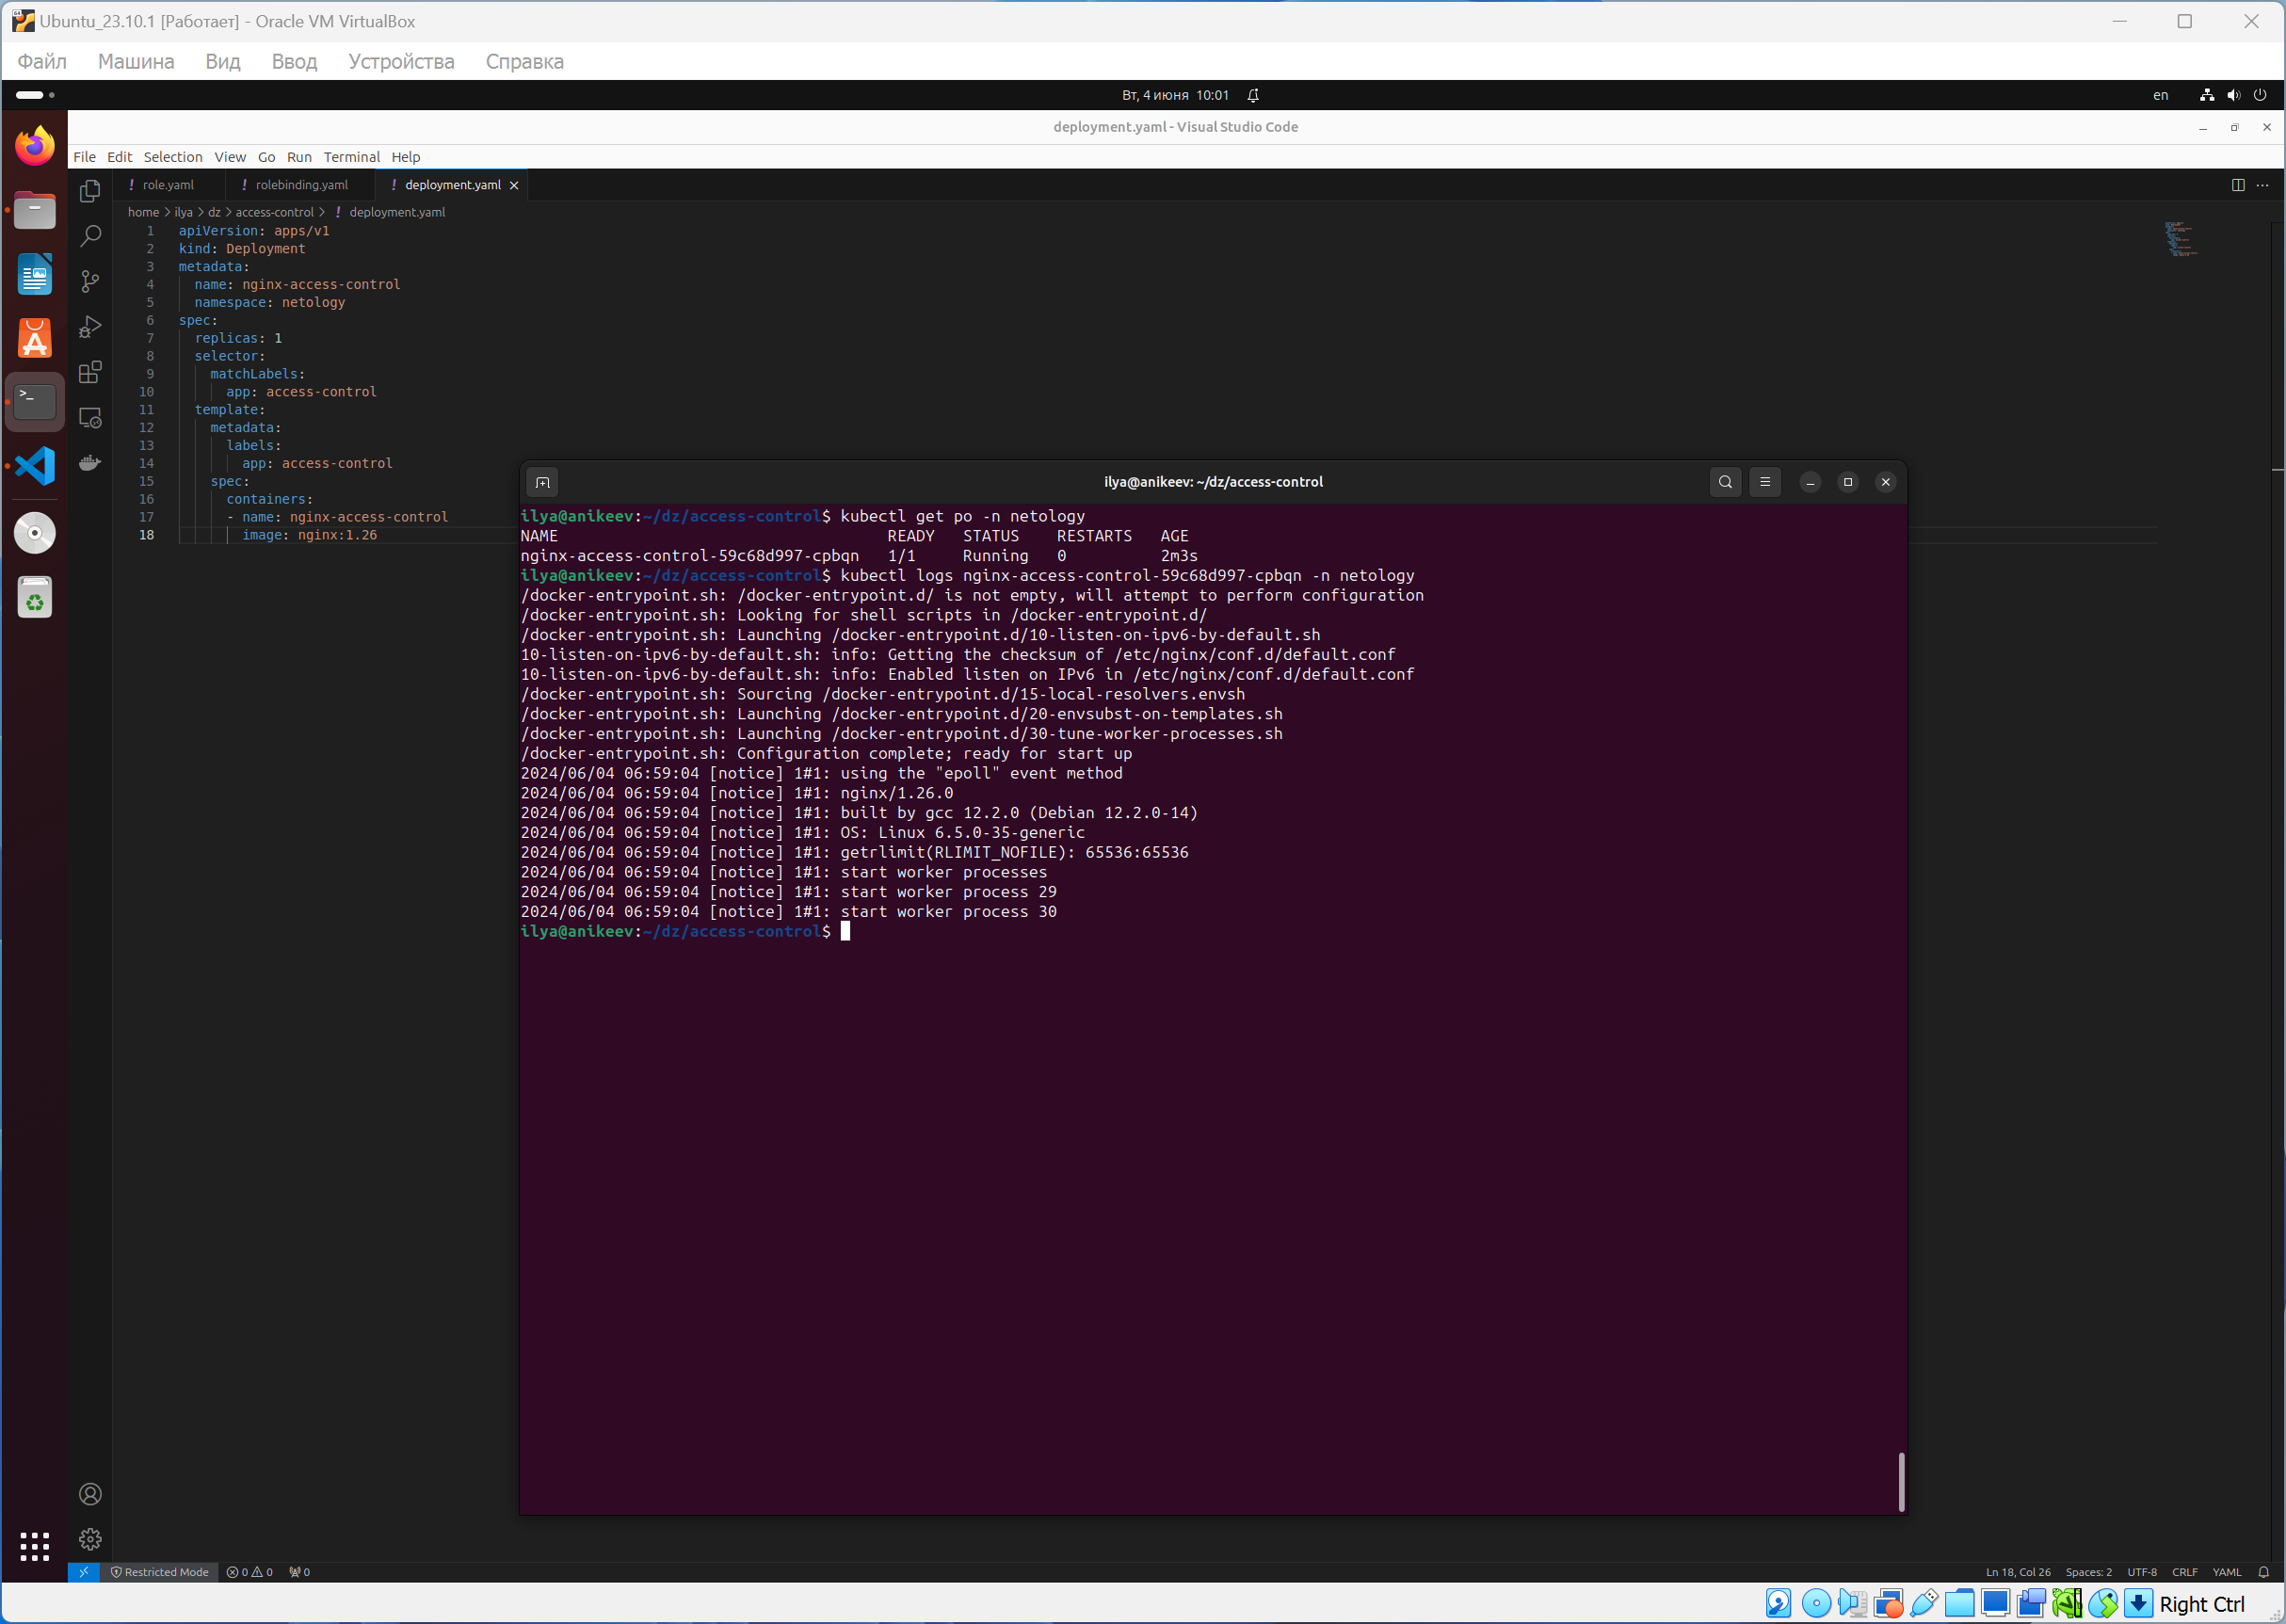 Ubuntu_23.10.1 [Работает] - Oracle VM VirtualBox
Файл Машина Вид Ввод Устройства Справка
Вт, 4 июня 10:01
en
deployment.yaml - Visual Studio Code
File Edit Selection View Go Run Terminal Help
! role.yaml ! rolebinding.yaml ! deployment.yaml
home > ilya > dz > access-control > ! deployment.yaml
1 apiVersion: apps/v1
2 kind: Deployment
3 metadata:
4 name: nginx-access-control
5 namespace: netology
6 spec:
7 replicas: 1
8 selector:
9 matchLabels:
10 app: access-control
11 template:
12 metadata:
13 labels:
14 app: access-control
15 spec:
16 containers:
17 - name: nginx-access-control
18 image: nginx:1.26
ilya@anikeev: ~/dz/access-control
ilya@anikeev:~/dz/access-control$ kubectl get po -n netology
NAME READY STATUS RESTARTS AGE
nginx-access-control-59c68d997-cpbqn 1/1 Running 0 2m3s
ilya@anikeev:~/dz/access-control$ kubectl logs nginx-access-control-59c68d997-cpbqn -n netology
/docker-entrypoint.sh: /docker-entrypoint.d/ is not empty, will attempt to perform configuration
/docker-entrypoint.sh: Looking for shell scripts in /docker-entrypoint.d/
/docker-entrypoint.sh: Launching /docker-entrypoint.d/10-listen-on-ipv6-by-default.sh
10-listen-on-ipv6-by-default.sh: info: Getting the checksum of /etc/nginx/conf.d/default.conf
10-listen-on-ipv6-by-default.sh: info: Enabled listen on IPv6 in /etc/nginx/conf.d/default.conf
/docker-entrypoint.sh: Sourcing /docker-entrypoint.d/15-local-resolvers.envsh
/docker-entrypoint.sh: Launching /docker-entrypoint.d/20-envsubst-on-templates.sh
/docker-entrypoint.sh: Launching /docker-entrypoint.d/30-tune-worker-processes.sh
/docker-entrypoint.sh: Configuration complete; ready for start up
2024/06/04 06:59:04 [notice] 1#1: using the "epoll" event method
2024/06/04 06:59:04 [notice] 1#1: nginx/1.26.0
2024/06/04 06:59:04 [notice] 1#1: built by gcc 12.2.0 (Debian 12.2.0-14)
2024/06/04 06:59:04 [notice] 1#1: OS: Linux 6.5.0-35-generic
2024/06/04 06:59:04 [notice] 1#1: getrlimit(RLIMIT_NOFILE): 65536:65536
2024/06/04 06:59:04 [notice] 1#1: start worker processes
2024/06/04 06:59:04 [notice] 1#1: start worker process 29
2024/06/04 06:59:04 [notice] 1#1: start worker process 30
ilya@anikeev:~/dz/access-control$
Restricted Mode 0 0 0
Ln 18, Col 26 Spaces: 2 UTF-8 CRLF YAML
Right Ctrl